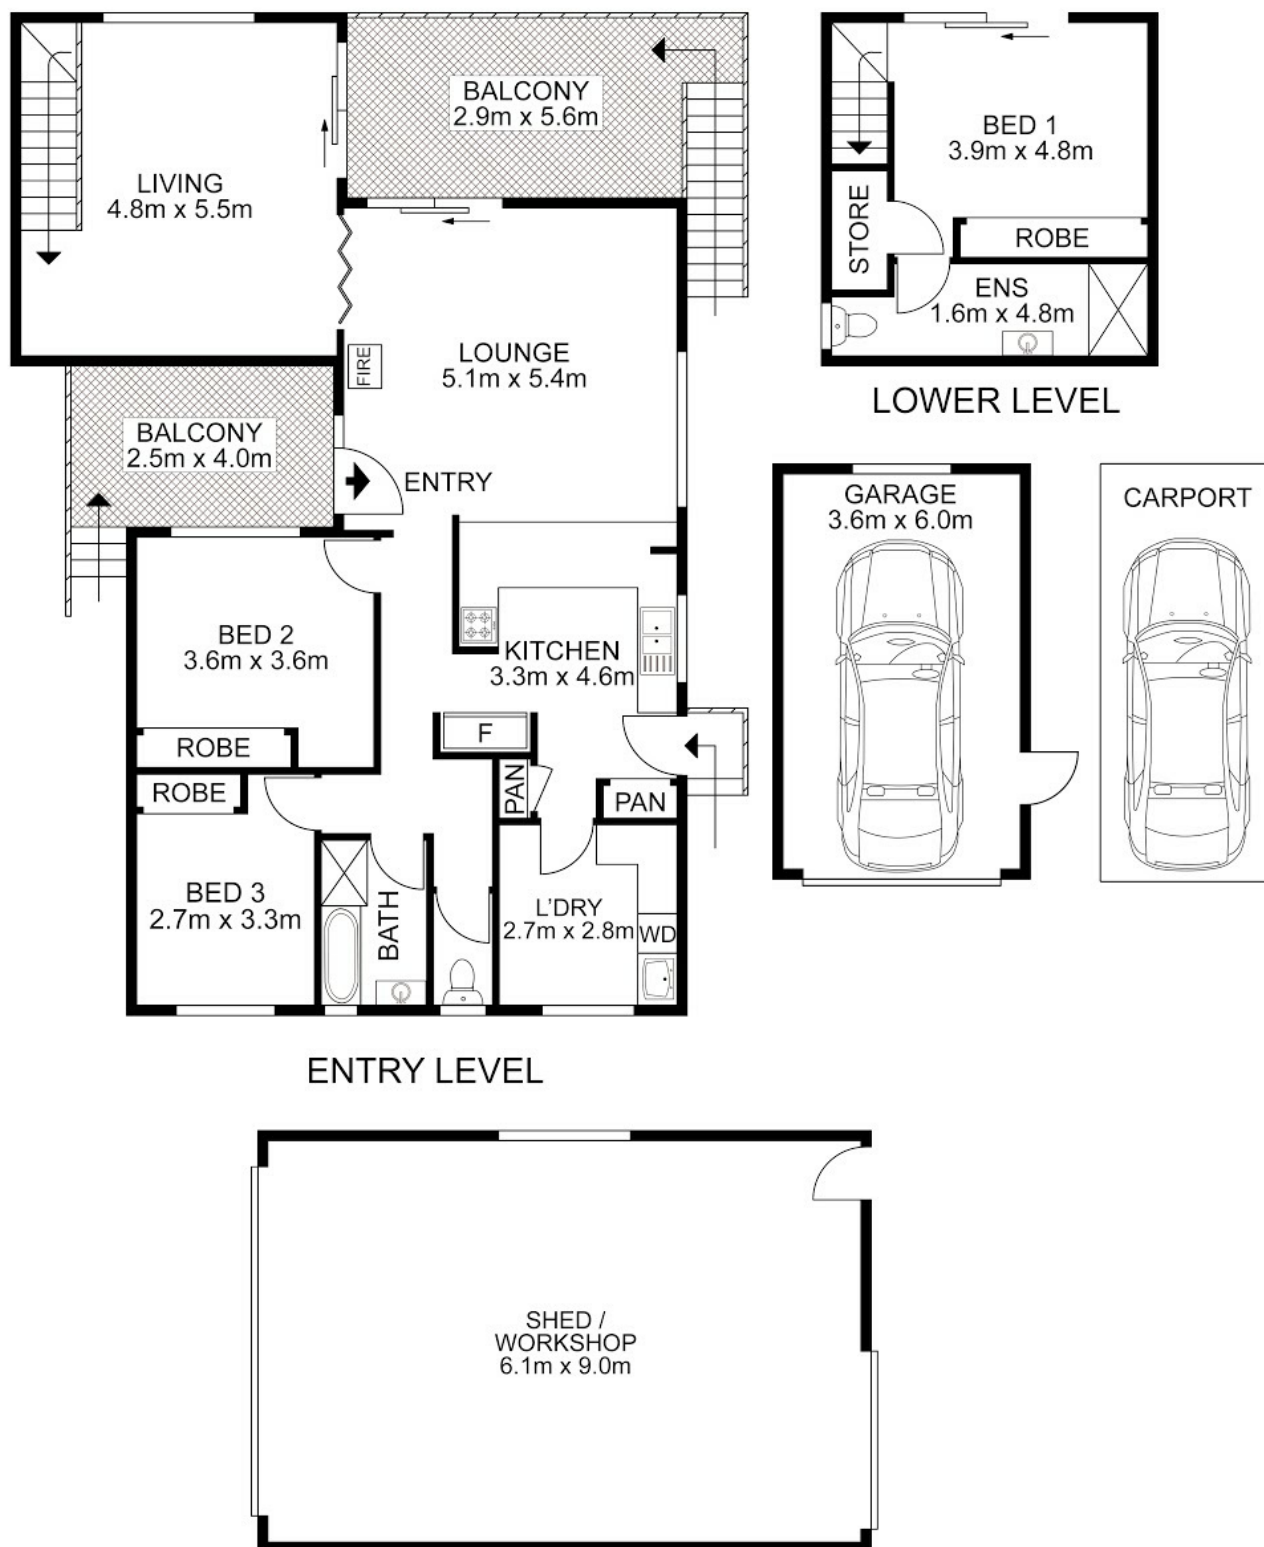 BALCONY
2.9m x 5.6m
LIVING
4.8m x 5.5m
LOUNGE
5.1m x 5.4m
FIRE
BALCONY
2.5m x 4.0m
ENTRY
BED 2
3.6m x 3.6m
KITCHEN
3.3m x 4.6m
ROBE
F
ROBE
PAN
PAN
BED 3
2.7m x 3.3m
BATH
L'DRY
2.7m x 2.8m
WD
ENTRY LEVEL
BED 1
3.9m x 4.8m
STORE
ROBE
ENS
1.6m x 4.8m
LOWER LEVEL
GARAGE
3.6m x 6.0m
CARPORT
SHED /
WORKSHOP
6.1m x 9.0m